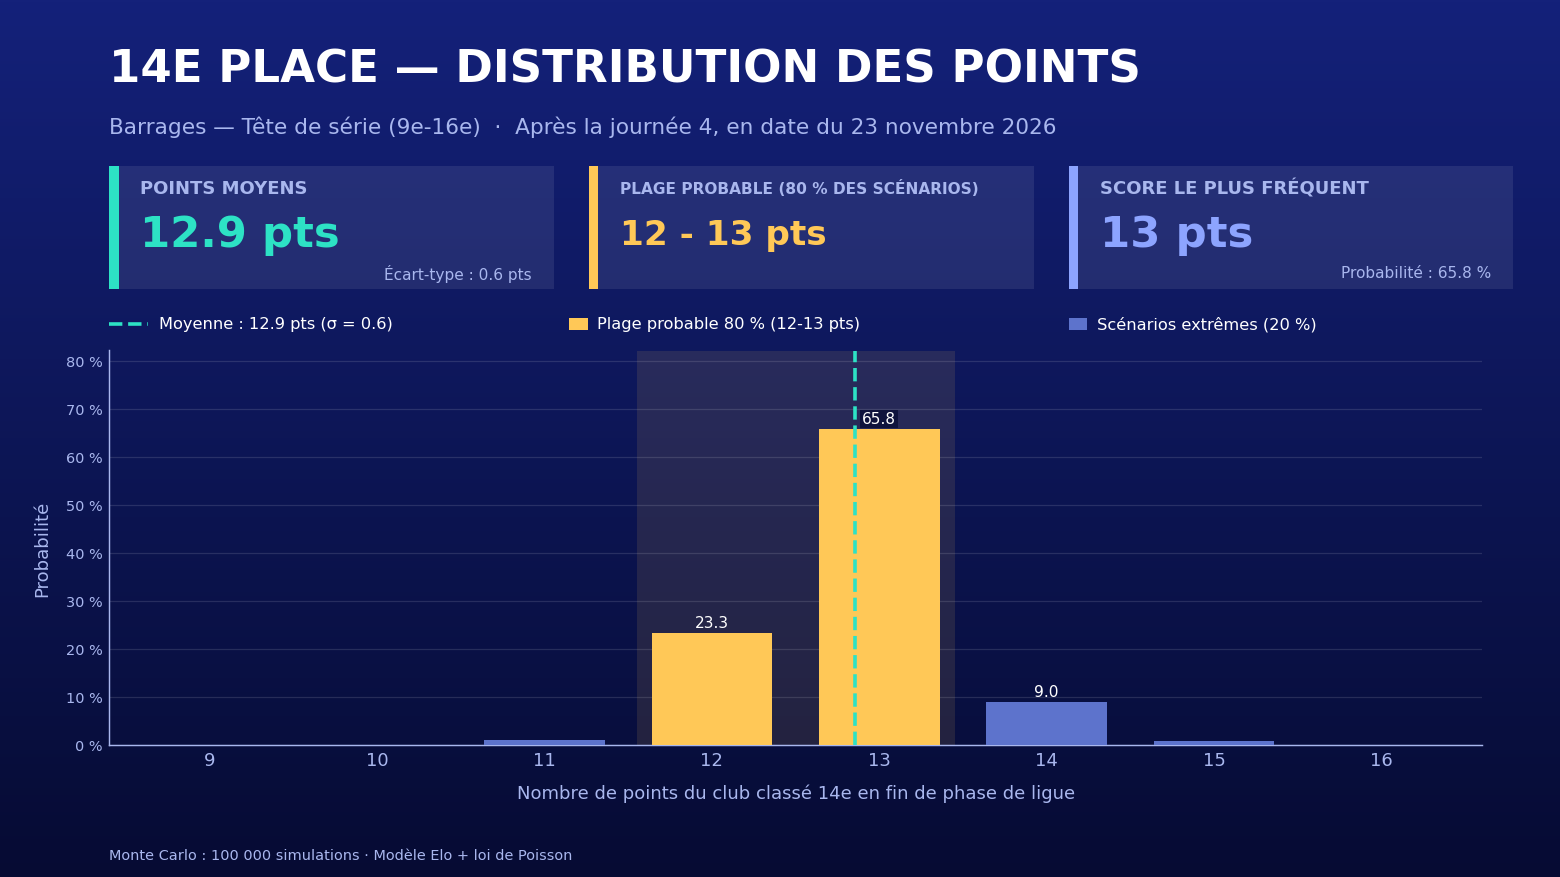 14E PLACE — DISTRIBUTION DES POINTS
Barrages — Tête de série (9e-16e) · Après la journée 4, en date du 23 novembre 2026
POINTS MOYENS
12.9 pts
Écart-type : 0.6 pts
PLAGE PROBABLE (80 % DES SCÉNARIOS)
12 - 13 pts
SCORE LE PLUS FRÉQUENT
13 pts
Probabilité : 65.8 %
Moyenne : 12.9 pts (σ = 0.6)
Plage probable 80 % (12-13 pts)
Scénarios extrêmes (20 %)
Probabilité
80 %
70 %
60 %
50 %
40 %
30 %
20 %
10 %
0 %
23.3
65.8
9.0
9 10 11 12 13 14 15 16
Nombre de points du club classé 14e en fin de phase de ligue
Monte Carlo : 100 000 simulations · Modèle Elo + loi de Poisson